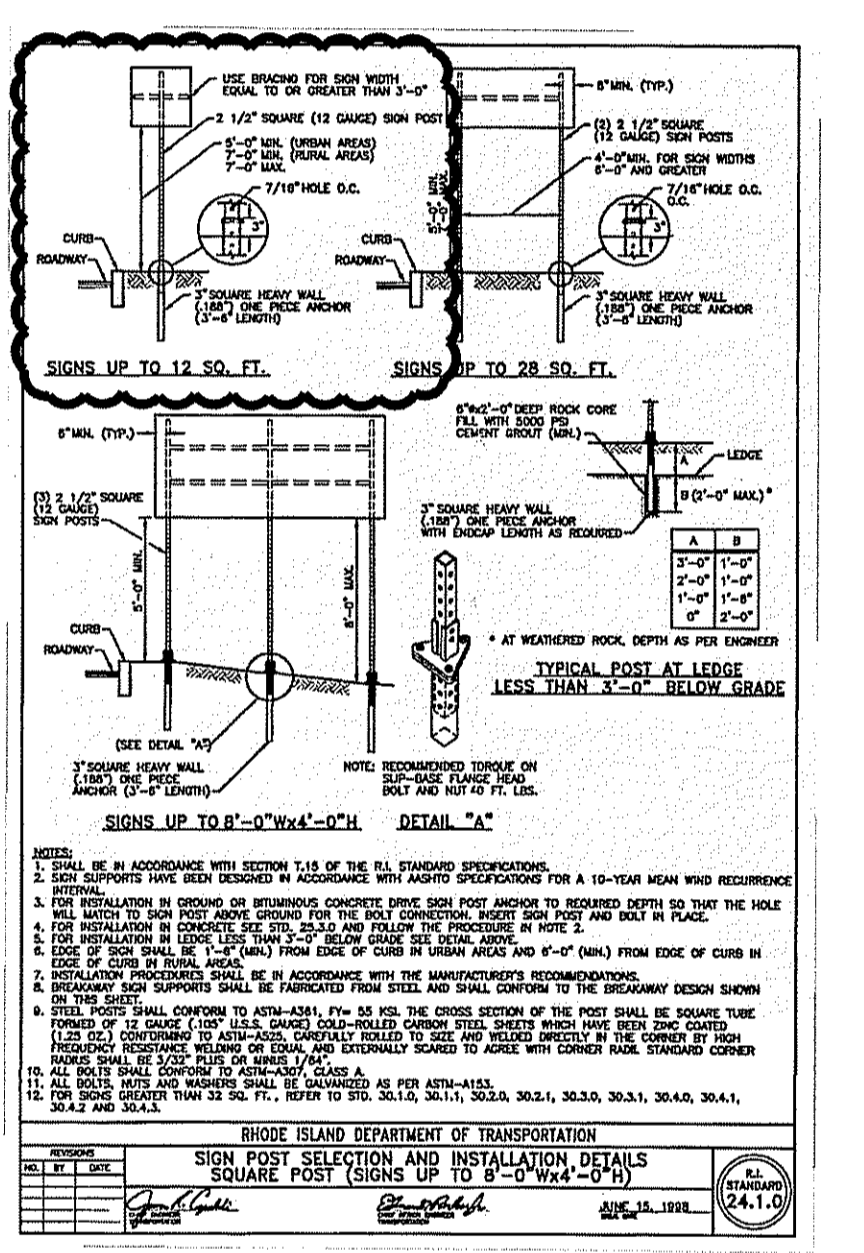 USE BRACING FOR SIGN WIDTH
EQUAL TO OR GREATER THAN 3'-0"
2 1/2" SQUARE (12 GAUGE) SIGN POST
5'-0" MIN. (URBAN AREAS)
7'-0" MIN. (RURAL AREAS)
7'-0" MAX.
7/16" HOLE O.C.
3"
CURB
ROADWAY
3" SQUARE HEAVY WALL
(.188") ONE PIECE ANCHOR
(3'-6" LENGTH)
SIGNS UP TO 12 SQ. FT.
6" MIN. (TYP.)
(2) 2 1/2" SQUARE
(12 GAUGE) SIGN POSTS
4'-0" MIN. FOR SIGN WIDTHS
6'-0" AND GREATER
7/16" HOLE O.C.
O.C.
3"
5'-0" MIN.
7'-0" MAX.
CURB
ROADWAY
3" SQUARE HEAVY WALL
(.188") ONE PIECE ANCHOR
(3'-6" LENGTH)
SIGNS UP TO 28 SQ. FT.
6" MIN. (TYP.)
(3) 2 1/2" SQUARE
(12 GAUGE)
SIGN POSTS
5'-0" MIN.
8'-0" MAX.
CURB
ROADWAY
(SEE DETAIL "A")
3" SQUARE HEAVY WALL
(.188") ONE PIECE
ANCHOR (3'-6" LENGTH)
SIGNS UP TO 8'-0"Wx4'-0"H
6"øx2'-0" DEEP ROCK CORE
FILL WITH 5000 PSI
CEMENT GROUT (MIN.)
LEDGE
A
B (2'-0" MAX.) *
3" SQUARE HEAVY WALL
(.188") ONE PIECE ANCHOR
WITH ENDCAP LENGTH AS REQUIRED
A B
3'-0" 1'-0"
2'-0" 1'-0"
1'-0" 1'-6"
0" 2'-0"
* AT WEATHERED ROCK, DEPTH AS PER ENGINEER
TYPICAL POST AT LEDGE
LESS THAN 3'-0" BELOW GRADE
NOTE: RECOMMENDED TORQUE ON
SLIP-BASE FLANGE HEAD
BOLT AND NUT 40 FT. LBS.
DETAIL "A"
NOTES:
1. SHALL BE IN ACCORDANCE WITH SECTION T.15 OF THE R.I. STANDARD SPECIFICATIONS.
2. SIGN SUPPORTS HAVE BEEN DESIGNED IN ACCORDANCE WITH AASHTO SPECIFICATIONS FOR A 10-YEAR MEAN WIND RECURRENCE
INTERVAL.
3. FOR INSTALLATION IN GROUND OR BITUMINOUS CONCRETE DRIVE SIGN POST ANCHOR TO REQUIRED DEPTH SO THAT THE HOLE
WILL MATCH TO SIGN POST ABOVE GROUND FOR THE BOLT CONNECTION. INSERT SIGN POST AND BOLT IN PLACE.
4. FOR INSTALLATION IN CONCRETE SEE STD. 25.3.0 AND FOLLOW THE PROCEDURE IN NOTE 2.
5. FOR INSTALLATION IN LEDGE LESS THAN 3'-0" BELOW GRADE SEE DETAIL ABOVE.
6. EDGE OF SIGN SHALL BE 1'-6" (MIN.) FROM EDGE OF CURB IN URBAN AREAS AND 6'-0" (MIN.) FROM EDGE OF CURB IN
EDGE OF CURB IN RURAL AREAS.
7. INSTALLATION PROCEDURES SHALL BE IN ACCORDANCE WITH THE MANUFACTURER'S RECOMMENDATIONS.
8. BREAKAWAY SIGN SUPPORTS SHALL BE FABRICATED FROM STEEL AND SHALL CONFORM TO THE BREAKAWAY DESIGN SHOWN
ON THIS SHEET.
9. STEEL POSTS SHALL CONFORM TO ASTM-A361, FY= 55 KSI. THE CROSS SECTION OF THE POST SHALL BE SQUARE TUBE
FORMED OF 12 GAUGE (.105" U.S.S. GAUGE) COLD-ROLLED CARBON STEEL SHEETS WHICH HAVE BEEN ZINC COATED
(1.25 OZ.) CONFORMING TO ASTM-A525, CAREFULLY ROLLED TO SIZE AND WELDED DIRECTLY IN THE CORNER BY HIGH
FREQUENCY RESISTANCE WELDING OR EQUAL AND EXTERNALLY SCARED TO AGREE WITH CORNER RADII. STANDARD CORNER
RADIUS SHALL BE 5/32" PLUS OR MINUS 1/64".
10. ALL BOLTS SHALL CONFORM TO ASTM-A307, CLASS A.
11. ALL BOLTS, NUTS AND WASHERS SHALL BE GALVANIZED AS PER ASTM-A153.
12. FOR SIGNS GREATER THAN 32 SQ. FT., REFER TO STD. 30.1.0, 30.1.1, 30.2.0, 30.2.1, 30.3.0, 30.3.1, 30.4.0, 30.4.1,
30.4.2 AND 30.4.3.
RHODE ISLAND DEPARTMENT OF TRANSPORTATION
REVISIONS
NO. BY DATE
SIGN POST SELECTION AND INSTALLATION DETAILS
SQUARE POST (SIGNS UP TO 8'-0"Wx4'-0"H)
CHIEF ENGINEER
TRANSPORTATION
CHIEF DESIGN ENGINEER
TRANSPORTATION
JUNE 15, 1998
ISSUE DATE
R.I.
STANDARD
24.1.0